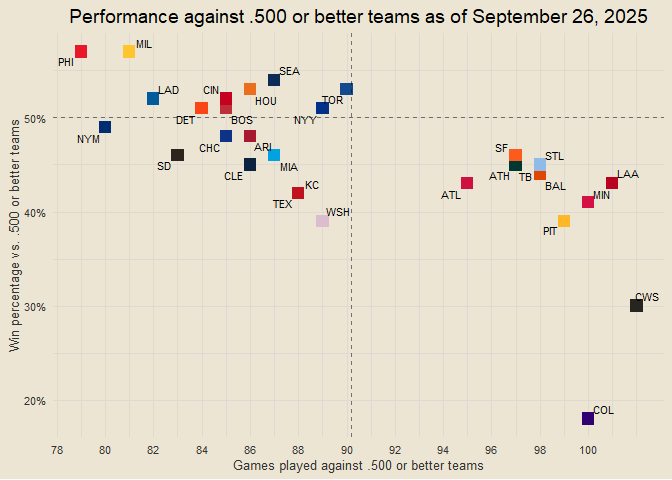 Performance against .500 or better teams as of September 26, 2025
MIL
PHI
SEA
LAD
CIN
HOU
TOR
DET
BOS
NYY
NYM
CHC
ARI
SF
STL
SD
MIA
CLE
ATH
TB
LAA
KC
BAL
ATL
MIN
TEX
WSH
PIT
CWS
COL
50%
40%
30%
20%
Win percentage vs. .500 or better teams
78 80 82 84 86 88 90 92 94 96 98 100
Games played against .500 or better teams